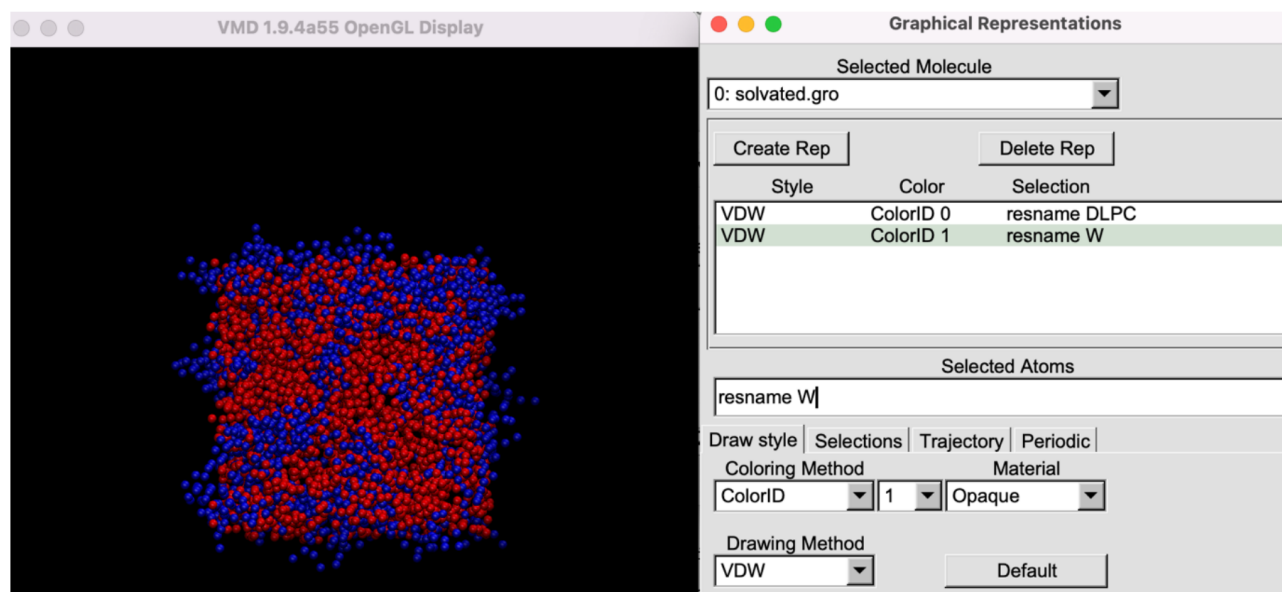 VMD 1.9.4a55 OpenGL Display
Graphical Representations
Selected Molecule
0: solvated.gro
Create Rep Delete Rep
Style Color Selection
VDW ColorID 0 resname DLPC
VDW ColorID 1 resname W
Selected Atoms
resname W
Draw style Selections Trajectory Periodic
Coloring Method Material
ColorID 1 Opaque
Drawing Method
VDW Default